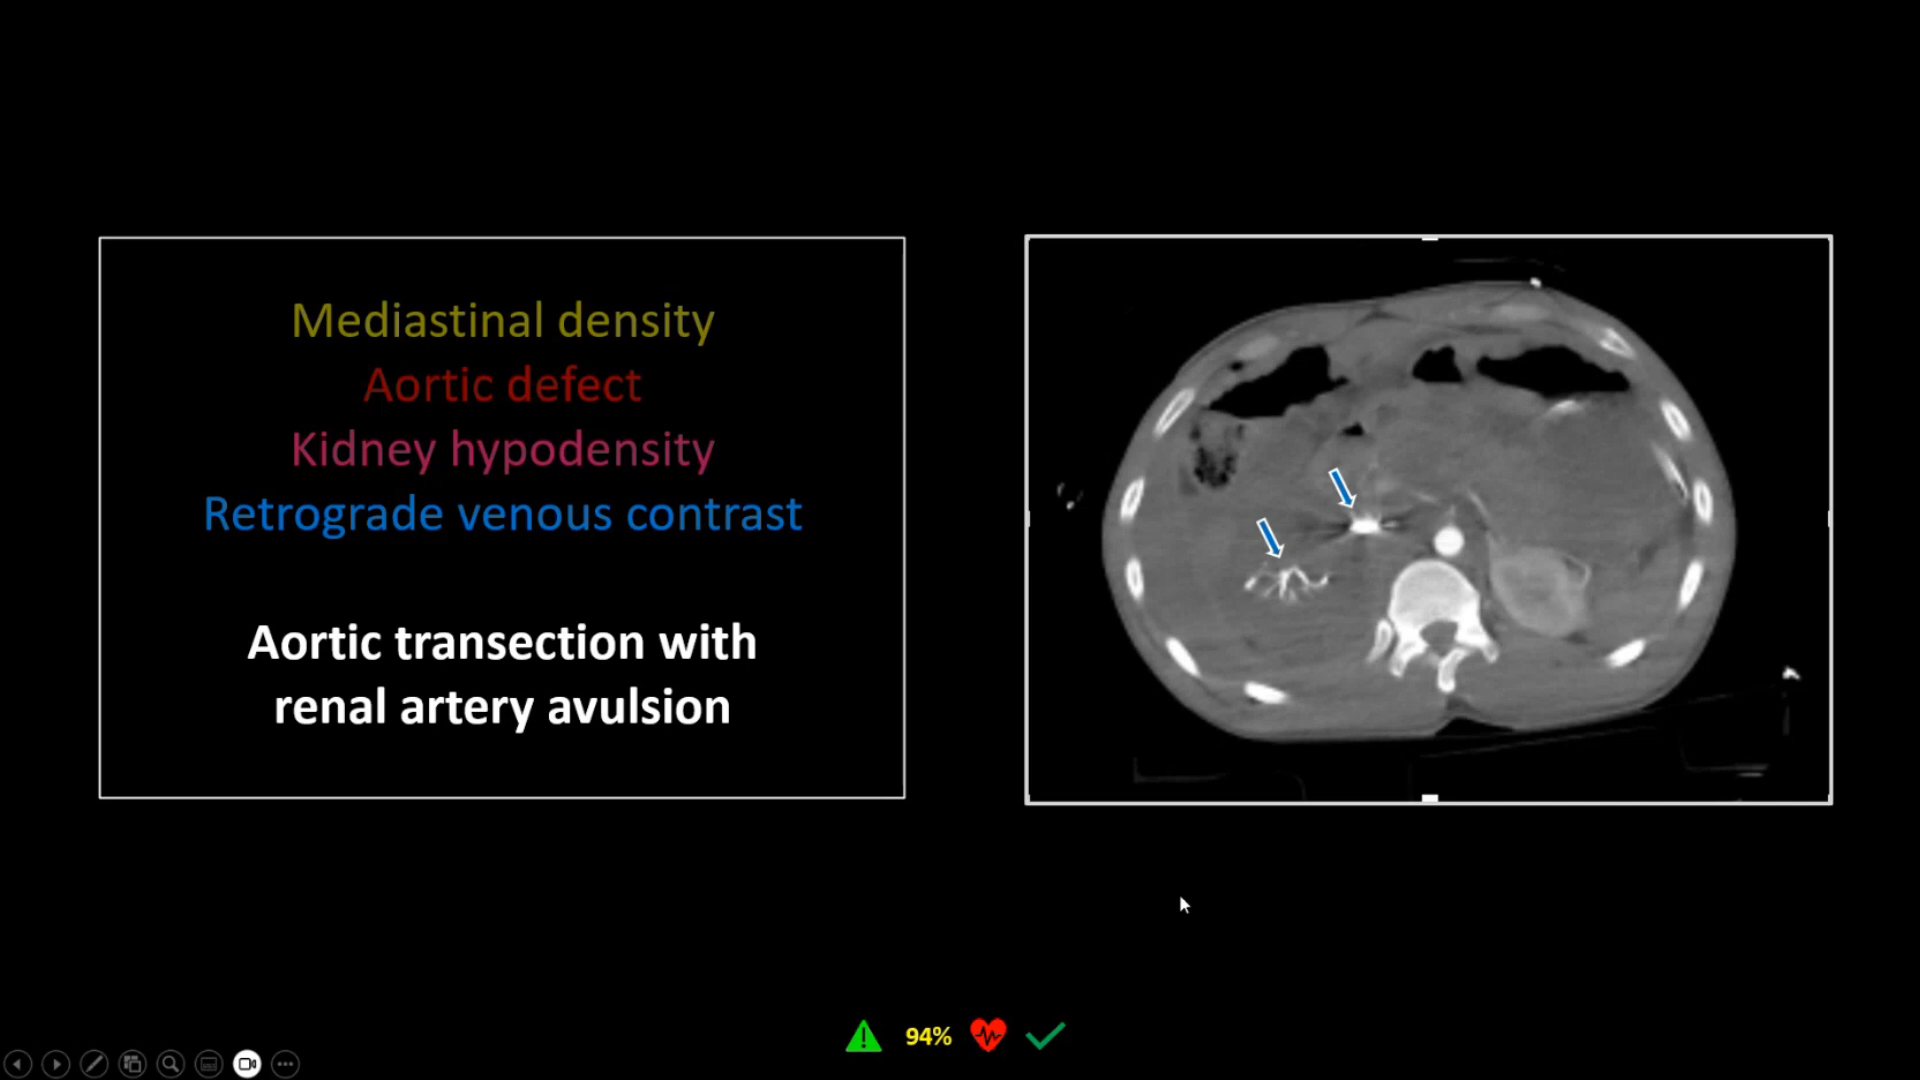 Mediastinal density
Aortic defect
Kidney hypodensity
Retrograde venous contrast
Aortic transection with
renal artery avulsion
94%